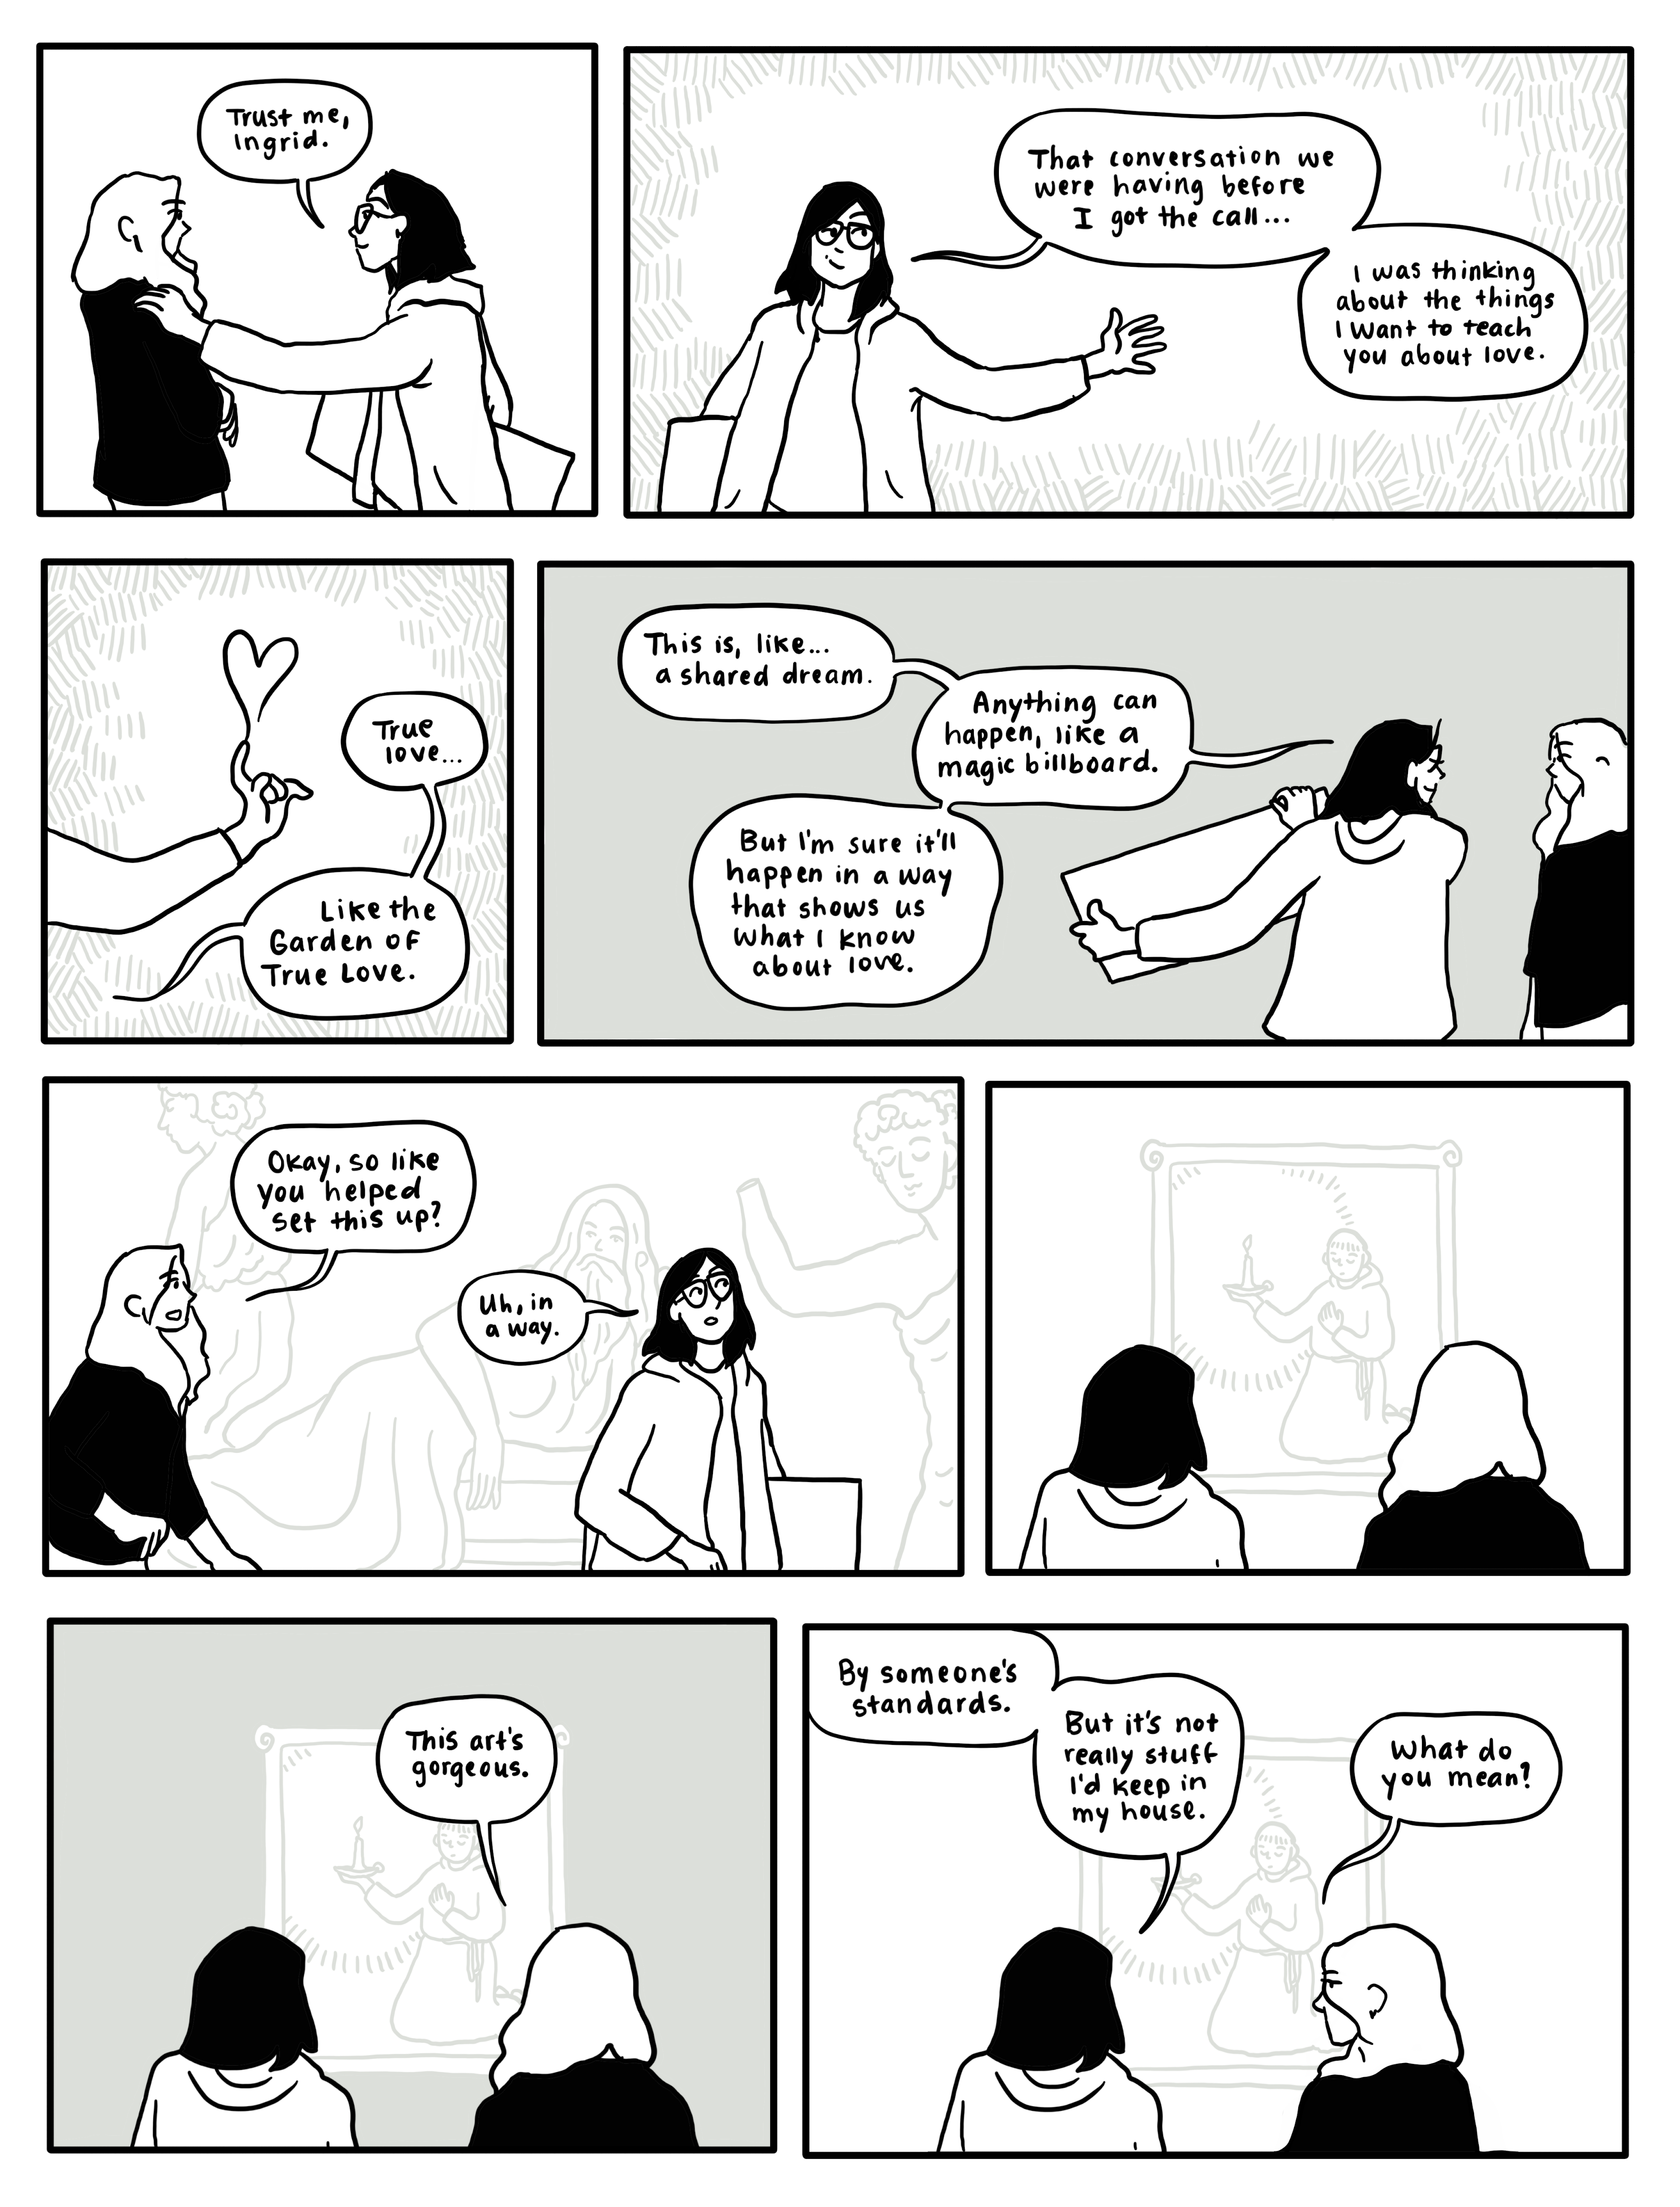 Trust me,
Ingrid.
That conversation we
were having before
I got the call...
I was thinking
about the things
I want to teach
you about love.
True
love...
Like the
Garden of
True Love.
This is, like...
a shared dream.
Anything can
happen, like a
magic billboard.
But I'm sure it'll
happen in a way
that shows us
what I know
about love.
Okay, so like
you helped
set this up?
Uh, in
a way.
This art's
gorgeous.
By someone's
standards.
But it's not
really stuff
I'd keep in
my house.
What do
you mean?